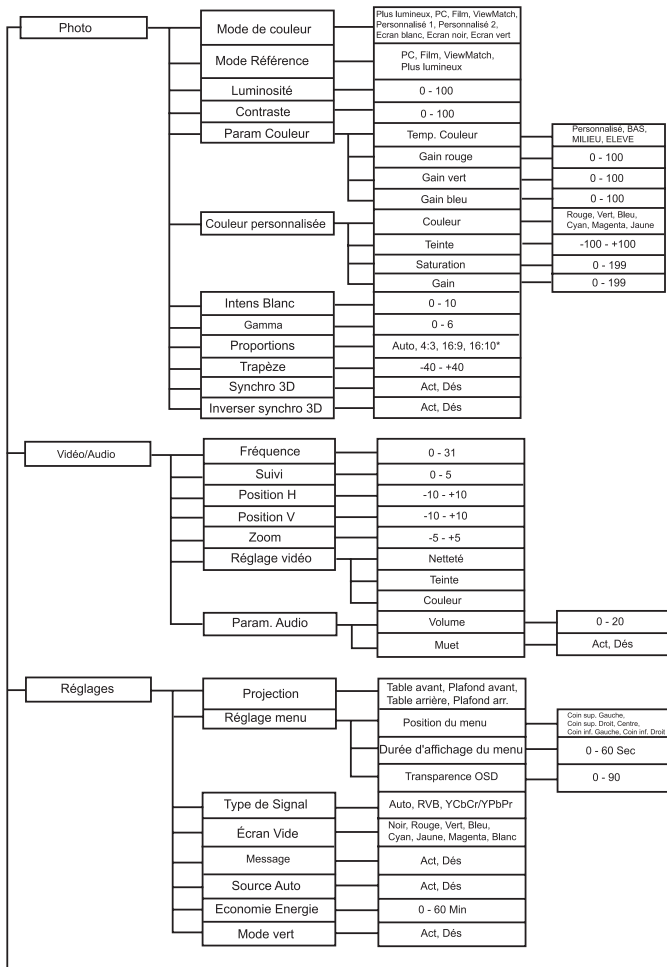 Photo
Mode de couleur
Plus lumineux, PC, Film, ViewMatch,
Personnalisé 1, Personnalisé 2,
Ecran blanc, Ecran noir, Ecran vert
Mode Référence
PC, Film, ViewMatch,
Plus lumineux
Luminosité
0 - 100
Contraste
0 - 100
Param Couleur
Temp. Couleur
Personnalisé, BAS,
MILIEU, ELEVE
Gain rouge
0 - 100
Gain vert
0 - 100
Gain bleu
0 - 100
Couleur personnalisée
Couleur
Rouge, Vert, Bleu,
Cyan, Magenta, Jaune
Teinte
-100 - +100
Saturation
0 - 199
Gain
0 - 199
Intens Blanc
0 - 10
Gamma
0 - 6
Proportions
Auto, 4:3, 16:9, 16:10*
Trapèze
-40 - +40
Synchro 3D
Act, Dés
Inverser synchro 3D
Act, Dés
Vidéo/Audio
Fréquence
0 - 31
Suivi
0 - 5
Position H
-10 - +10
Position V
-10 - +10
Zoom
-5 - +5
Réglage vidéo
Netteté
Teinte
Couleur
Param. Audio
Volume
0 - 20
Muet
Act, Dés
Réglages
Projection
Table avant, Plafond avant,
Table arrière, Plafond arr.
Réglage menu
Position du menu
Coin sup. Gauche,
Coin sup. Droit, Centre,
Coin inf. Gauche, Coin inf. Droit
Durée d'affichage du menu
0 - 60 Sec
Transparence OSD
0 - 90
Type de Signal
Auto, RVB, YCbCr/YPbPr
Écran Vide
Noir, Rouge, Vert, Bleu,
Cyan, Jaune, Magenta, Blanc
Message
Act, Dés
Source Auto
Act, Dés
Economie Energie
0 - 60 Min
Mode vert
Act, Dés